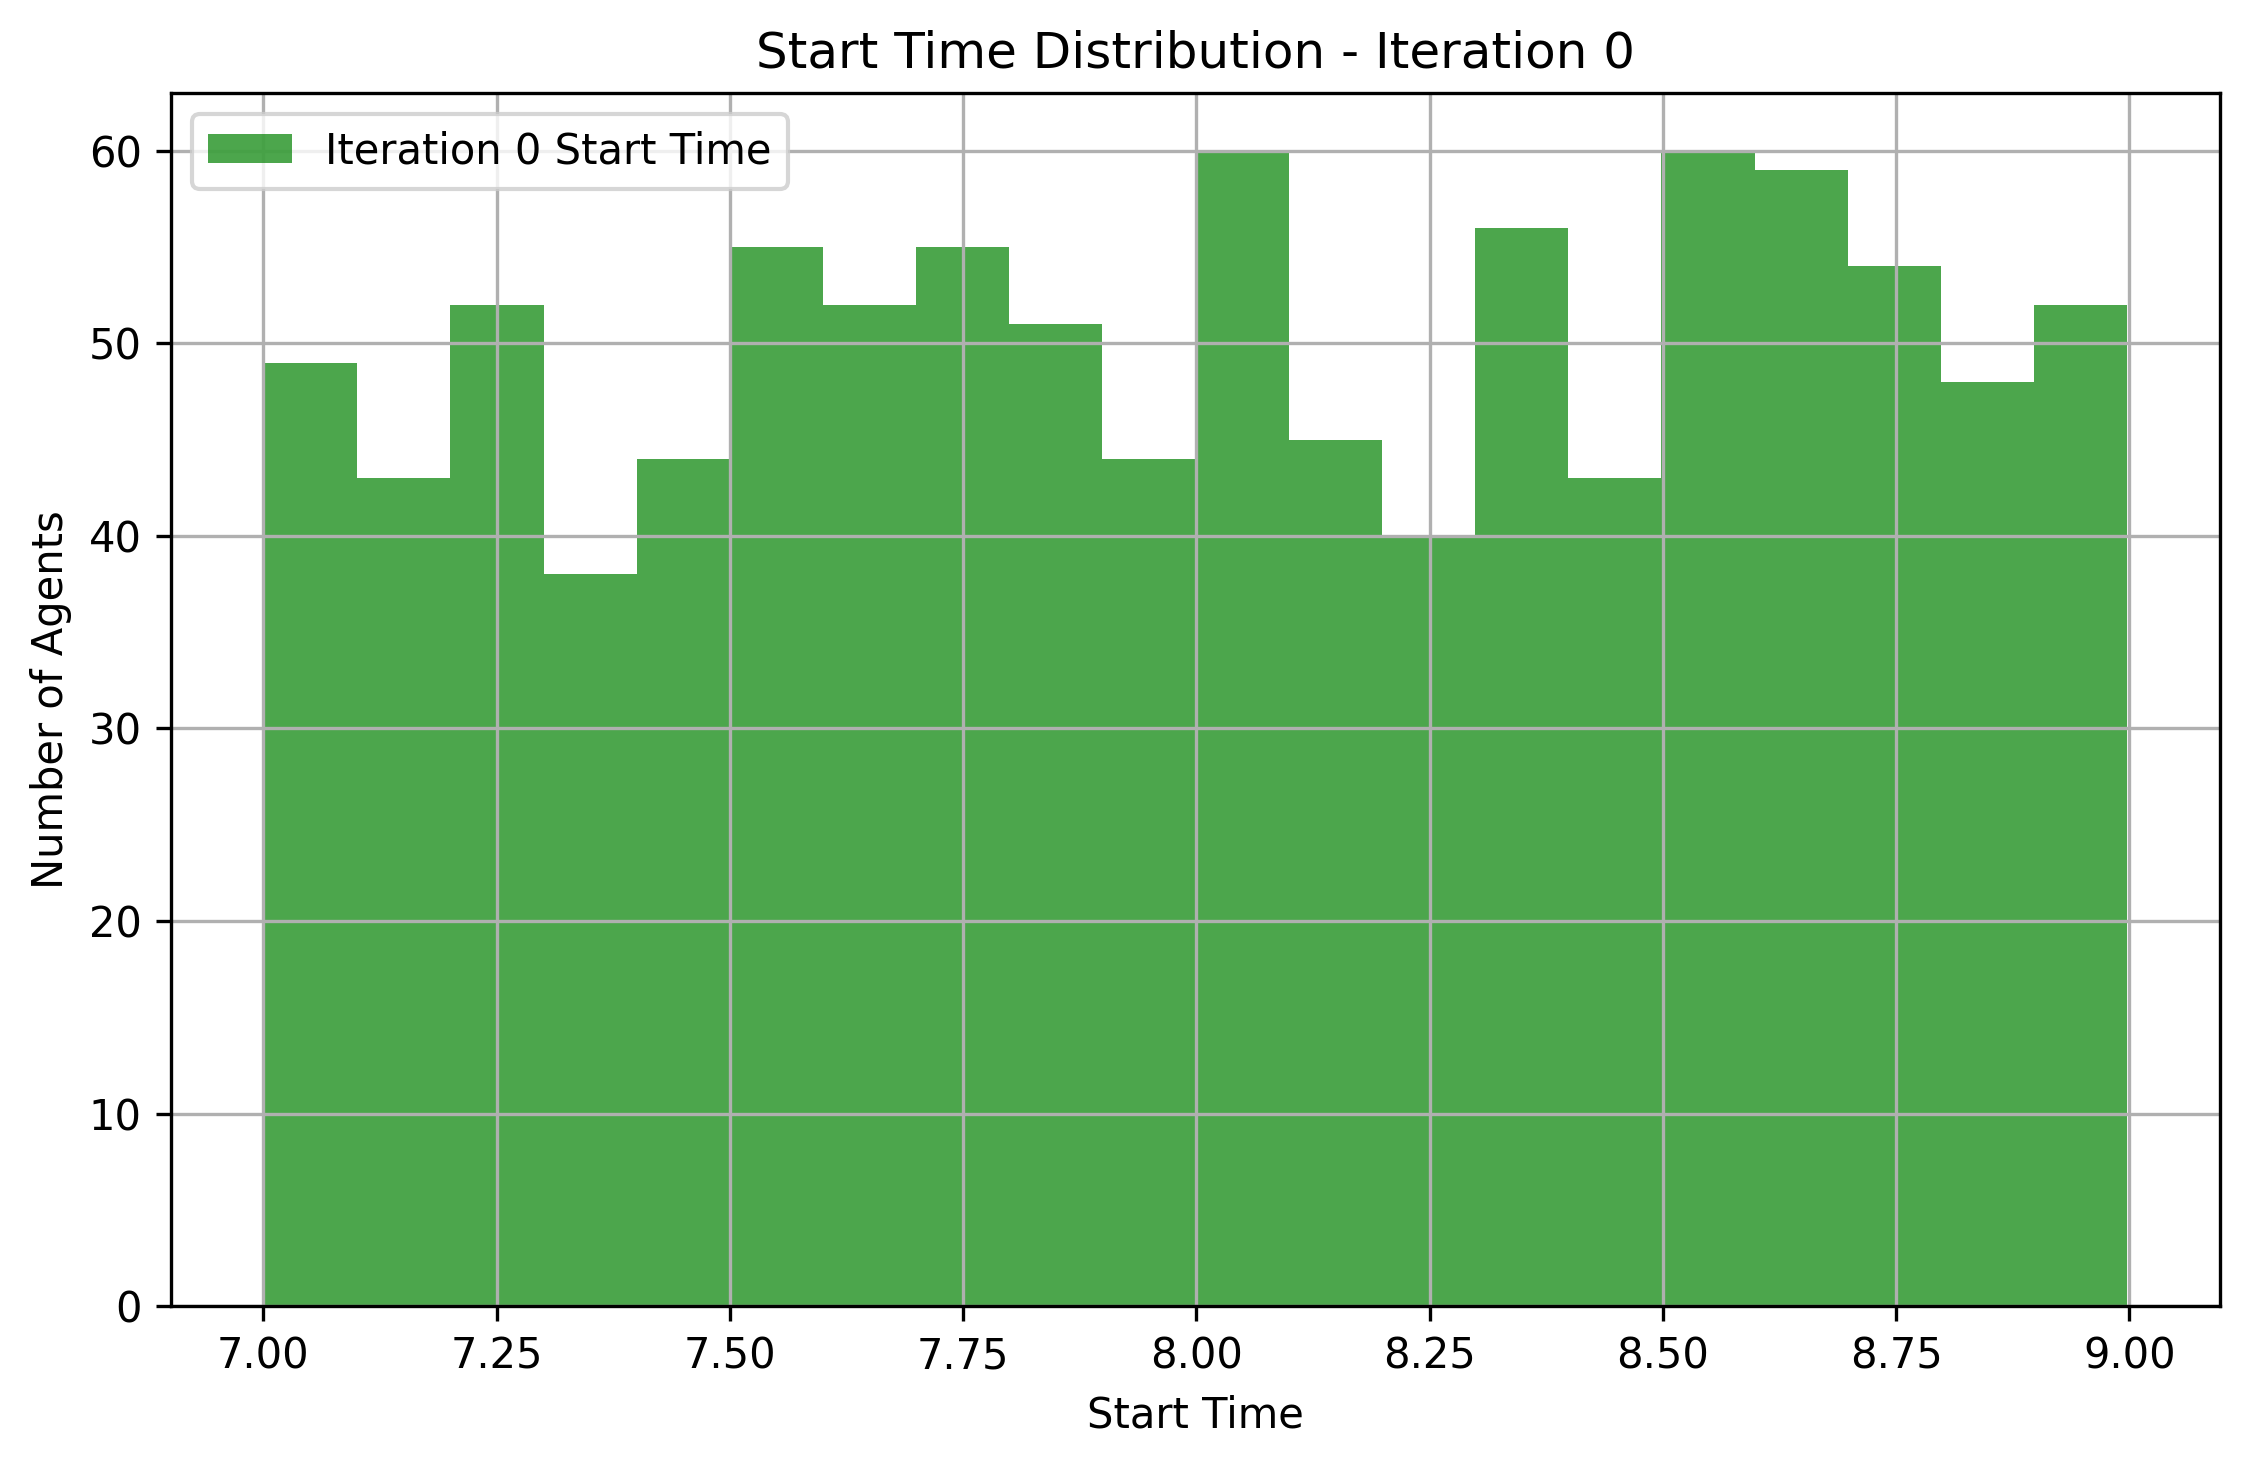 Start Time Distribution - Iteration 0
Iteration 0 Start Time
Number of Agents
60
50
40
30
20
10
0
7.00 7.25 7.50 7.75 8.00 8.25 8.50 8.75 9.00
Start Time